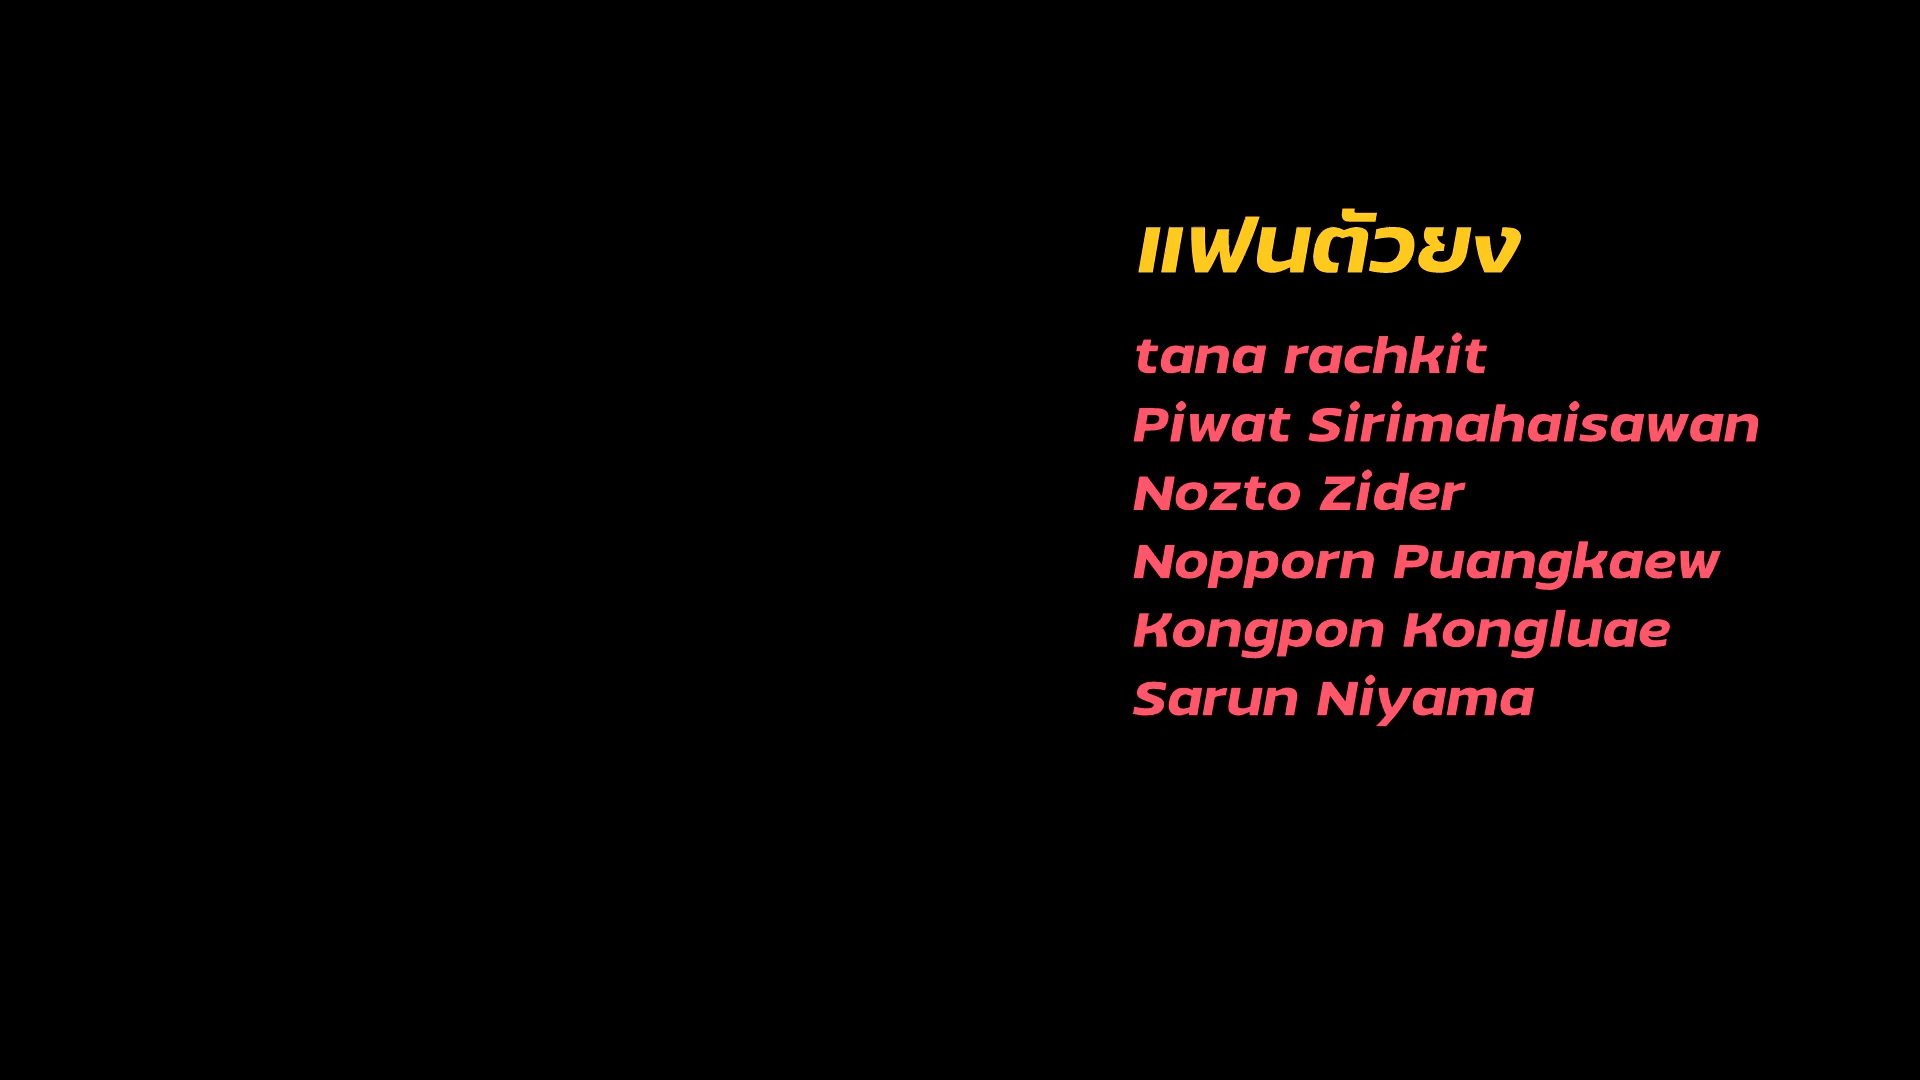 แฟนตัวยง
tana rachkit
Piwat Sirimahaisawan
Nozto Zider
Nopporn Puangkaew
Kongpon Kongluae
Sarun Niyama